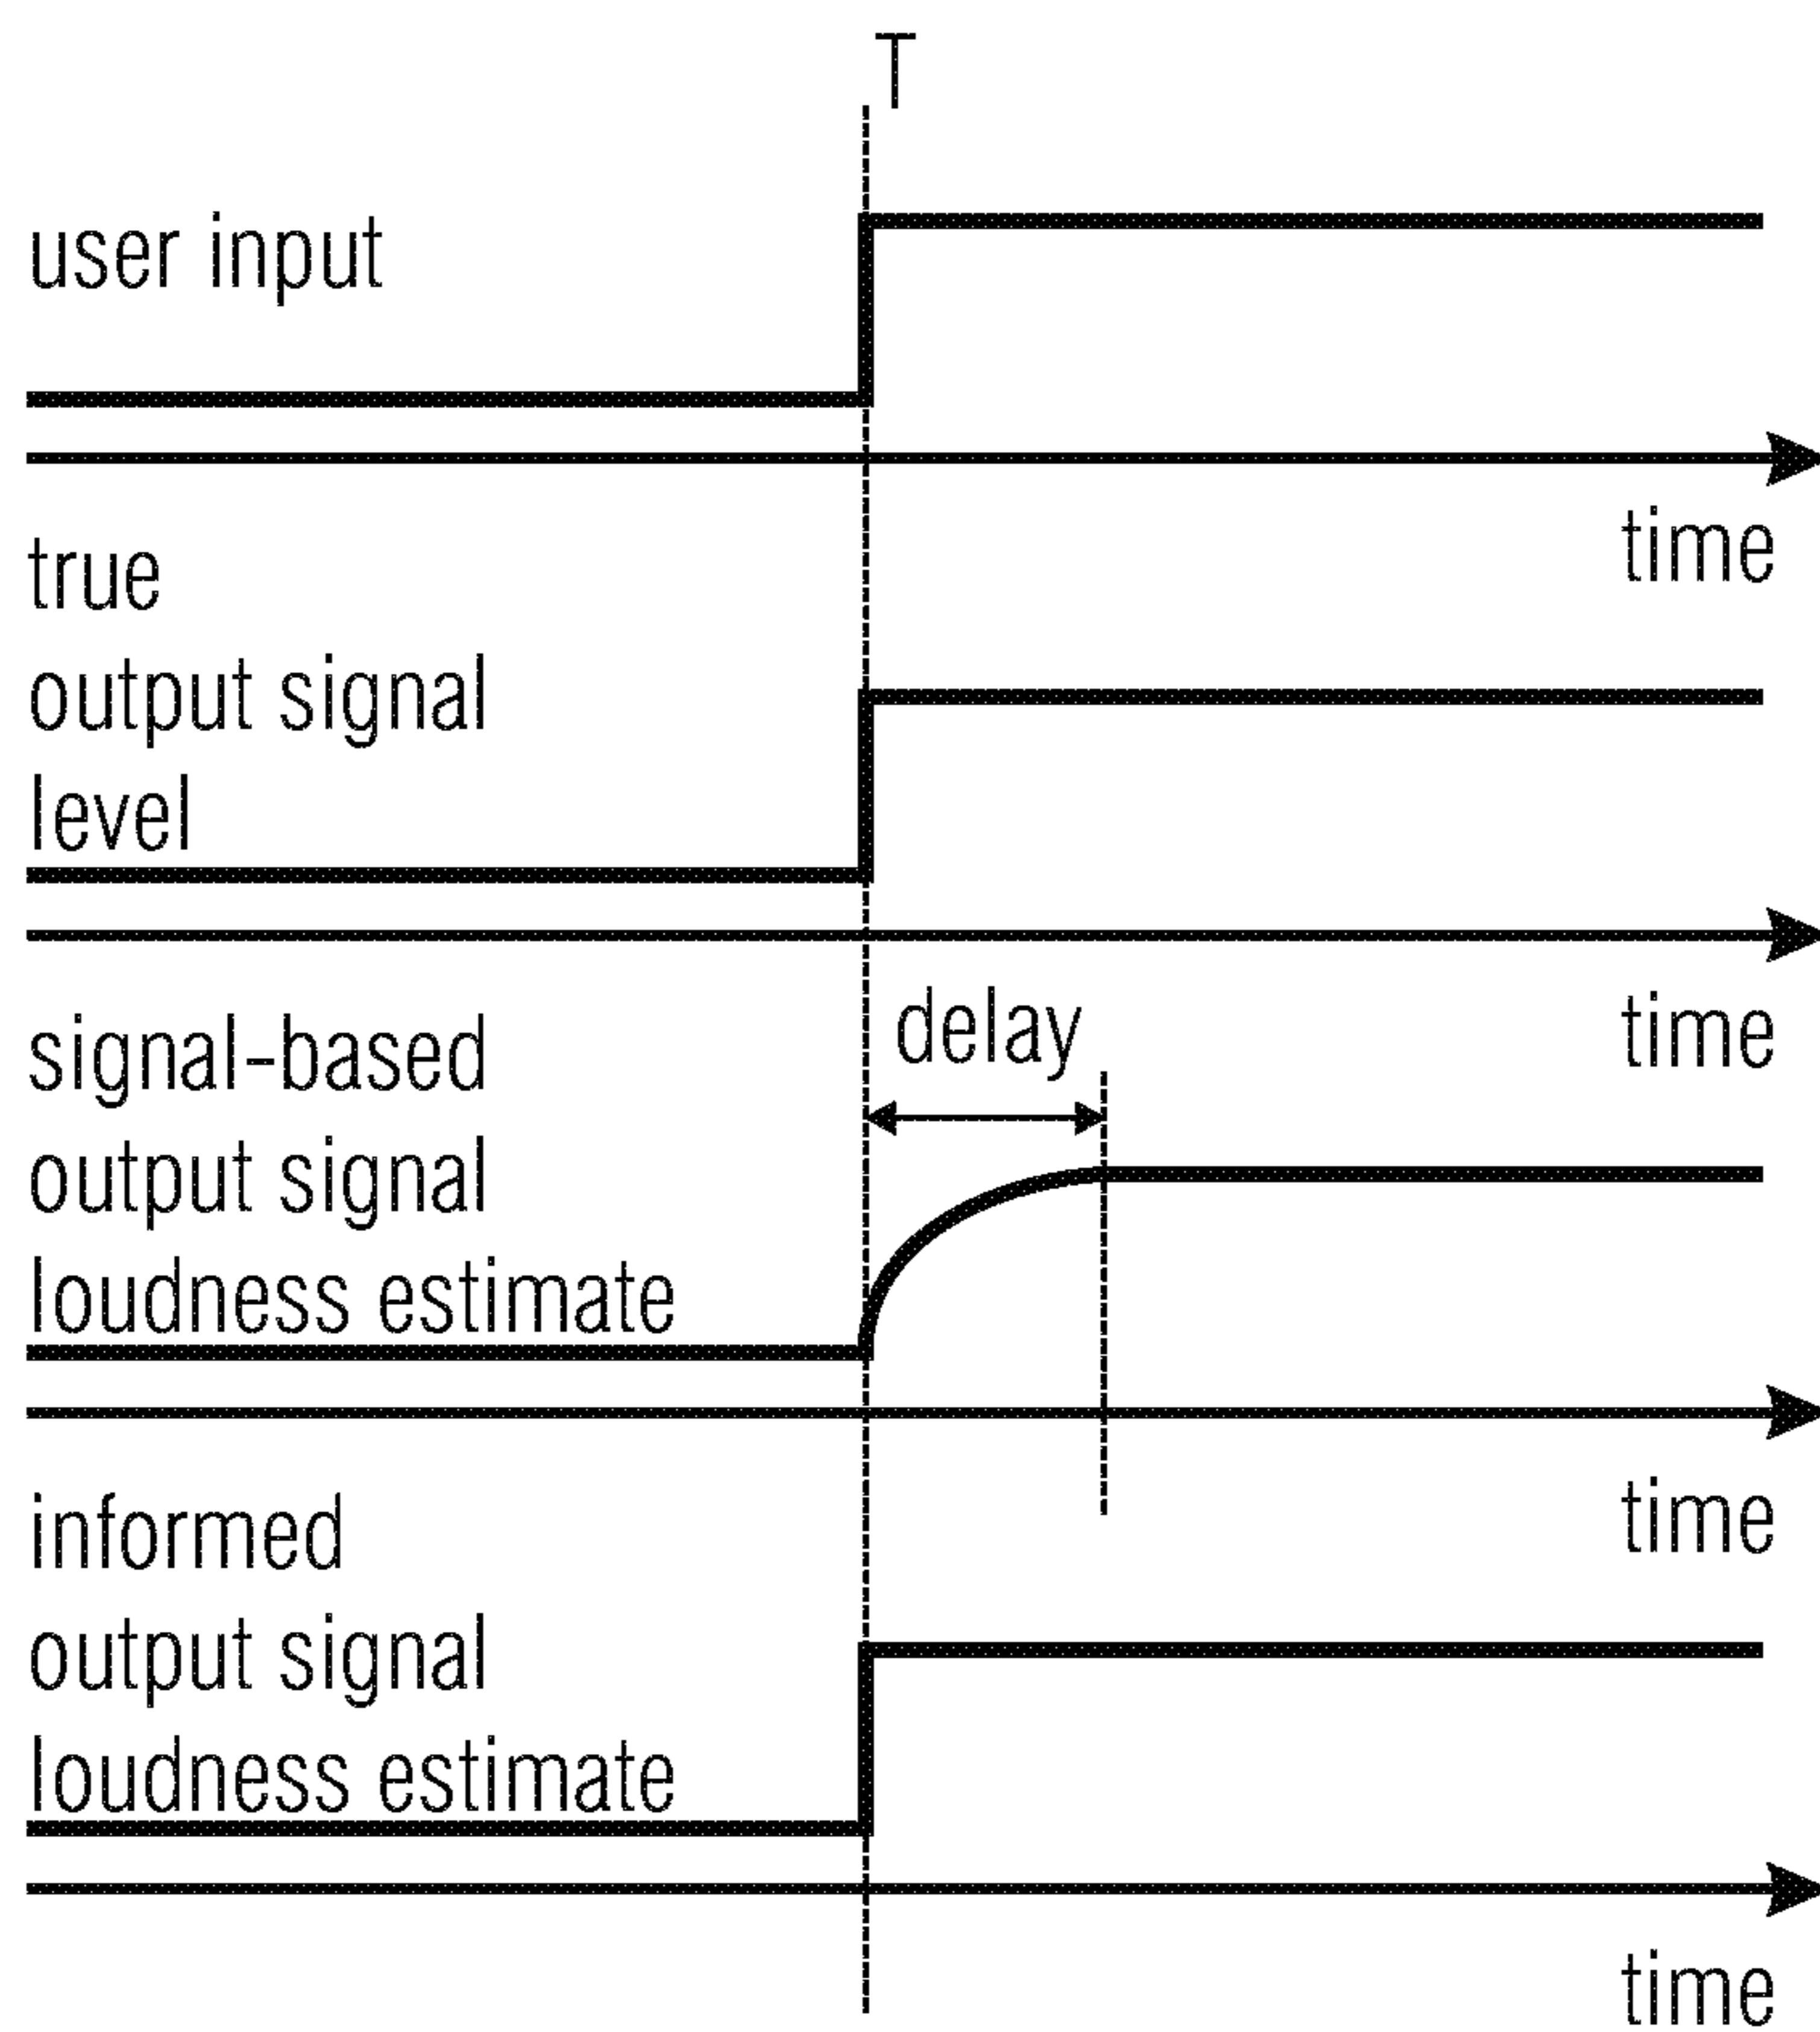 T
user input
time
true
output signal
level
time
delay
signal-based
output signal
loudness estimate
time
informed
output signal
loudness estimate
time